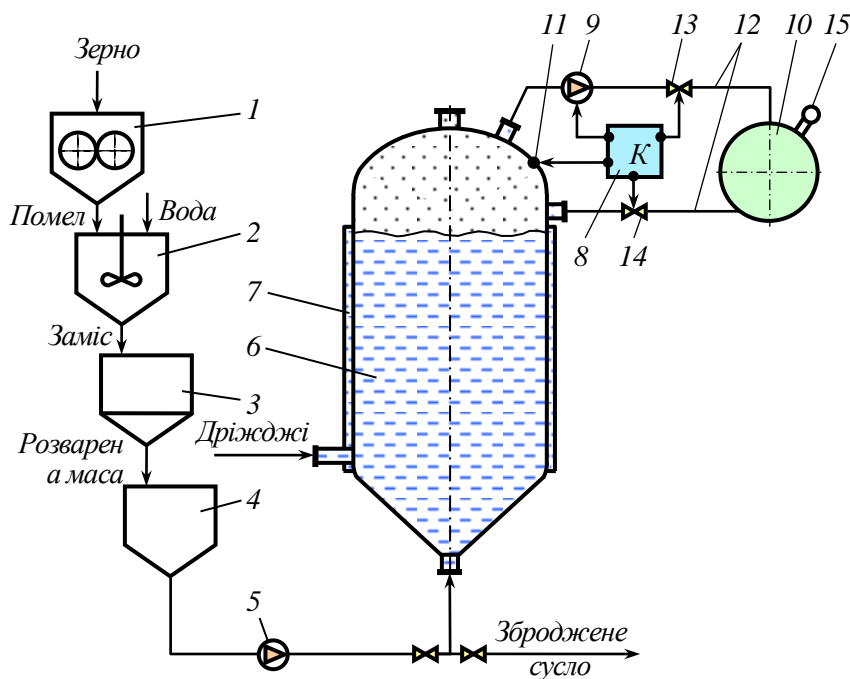 Зерно
1
Помел
Вода
2
Заміс
3
Розварен
а маса
4
5
Дріжджі
6
7
11
9
13
12
10
15
К
8
14
Зброджене
сусло